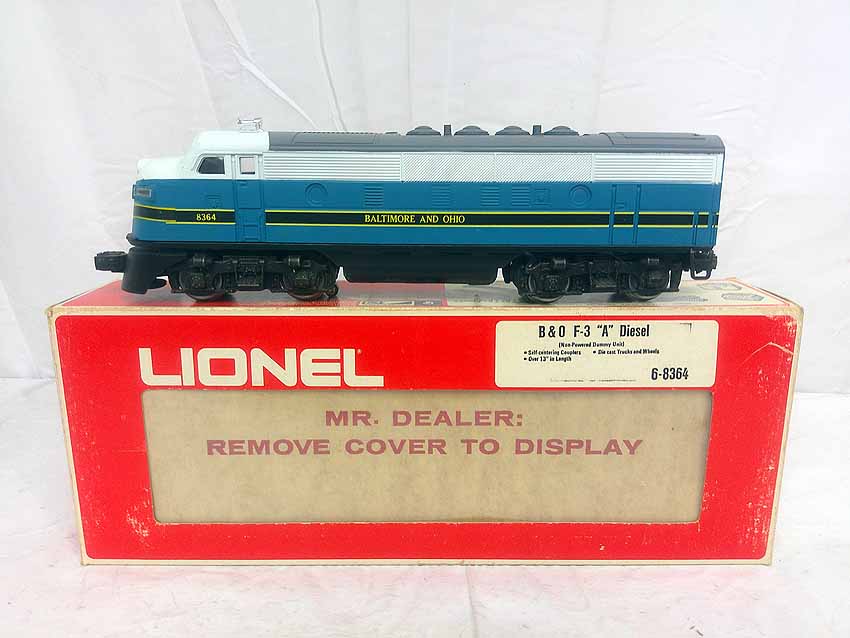 8364
BALTIMORE AND OHIO
LIONEL
B & O F-3 "A" Diesel
(Non-Powered Dummy Unit)
• Self centering Couplers • Die cast Trucks and Wheels
• Over 13" in Length
6-8364
MR. DEALER:
REMOVE COVER TO DISPLAY